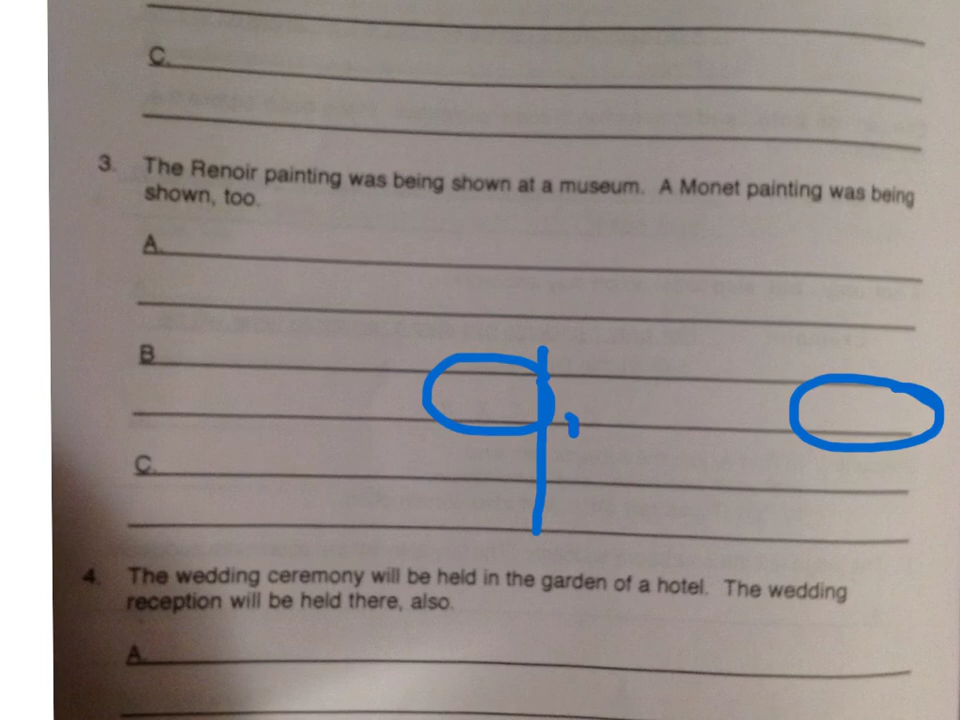 C.
3. The Renoir painting was being shown at a museum. A Monet painting was being
shown, too.
A.
B
C.
4. The wedding ceremony will be held in the garden of a hotel. The wedding
reception will be held there, also.
A.